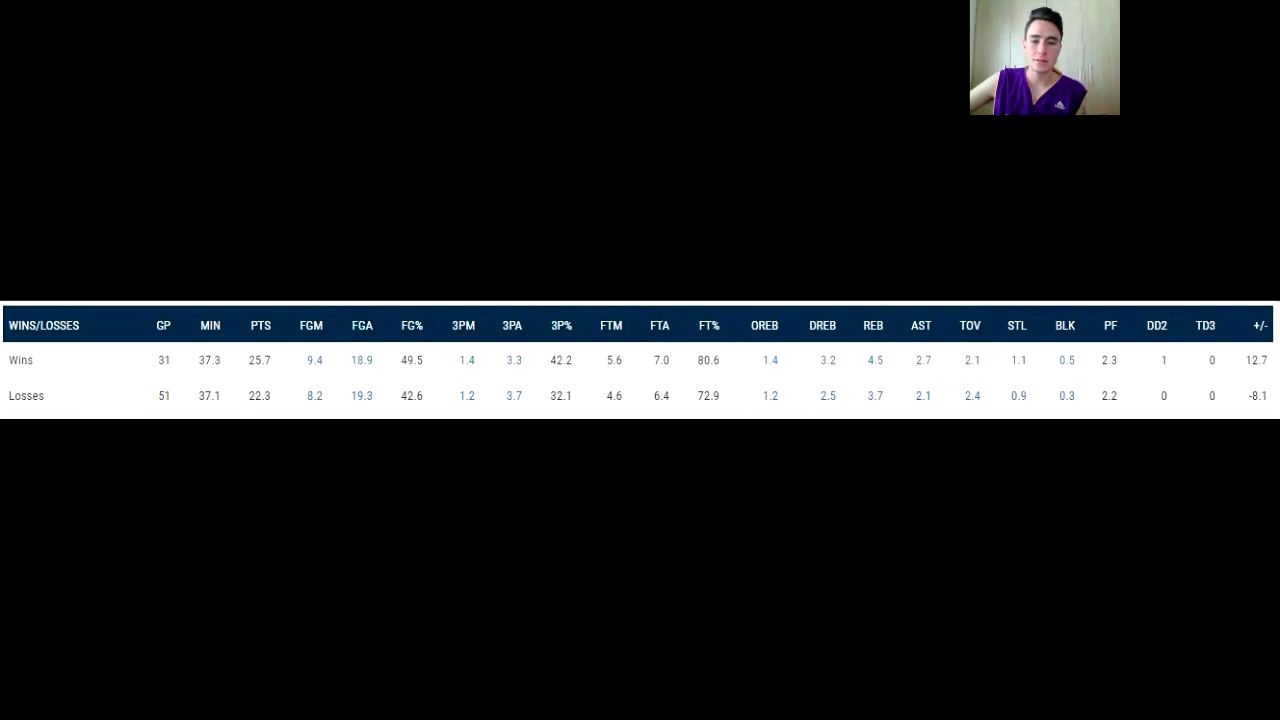 WINS/LOSSES GP MIN PTS FGM FGA FG% 3PM 3PA 3P% FTM FTA FT% OREB DREB REB AST TOV STL BLK PF DD2 TD3 +/-
Wins 31 37.3 25.7 9.4 18.9 49.5 1.4 3.3 42.2 5.6 7.0 80.6 1.4 3.2 4.5 2.7 2.1 1.1 0.5 2.3 1 0 12.7
Losses 51 37.1 22.3 8.2 19.3 42.6 1.2 3.7 32.1 4.6 6.4 72.9 1.2 2.5 3.7 2.1 2.4 0.9 0.3 2.2 0 0 -8.1